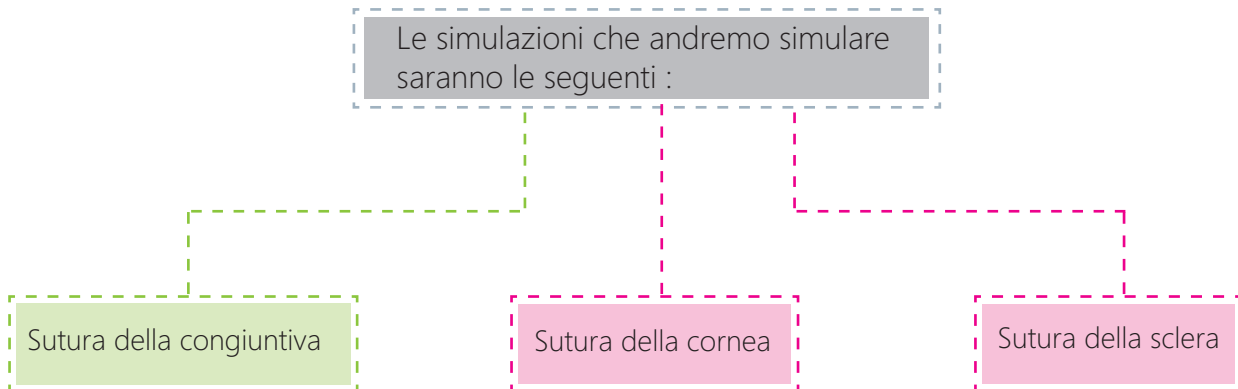 Le simulazioni che andremo simulare
saranno le seguenti :
Sutura della congiuntiva
Sutura della cornea
Sutura della sclera